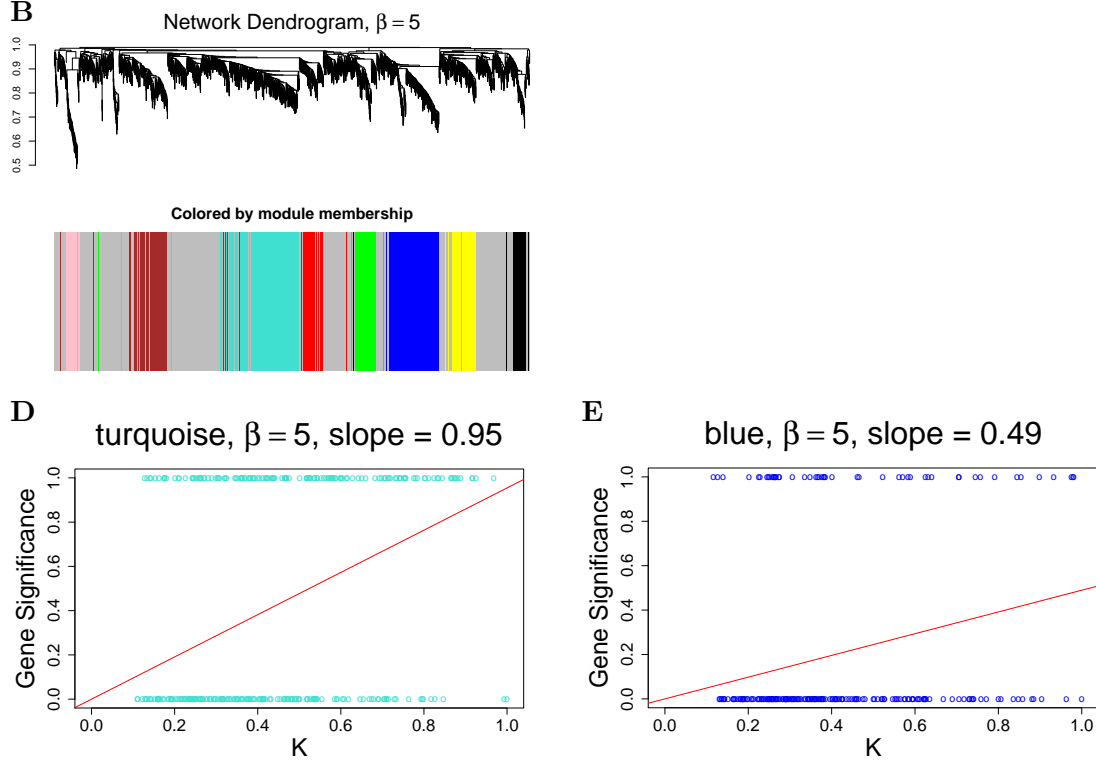 B
Network Dendrogram, β = 5
1.0
0.9
0.8
0.7
0.6
0.5
Colored by module membership
D
turquoise, β = 5, slope = 0.95
Gene Significance
1.0
0.8
0.6
0.4
0.2
0.0
0.0 0.2 0.4 0.6 0.8 1.0
K
E
blue, β = 5, slope = 0.49
Gene Significance
1.0
0.8
0.6
0.4
0.2
0.0
0.0 0.2 0.4 0.6 0.8 1.0
K